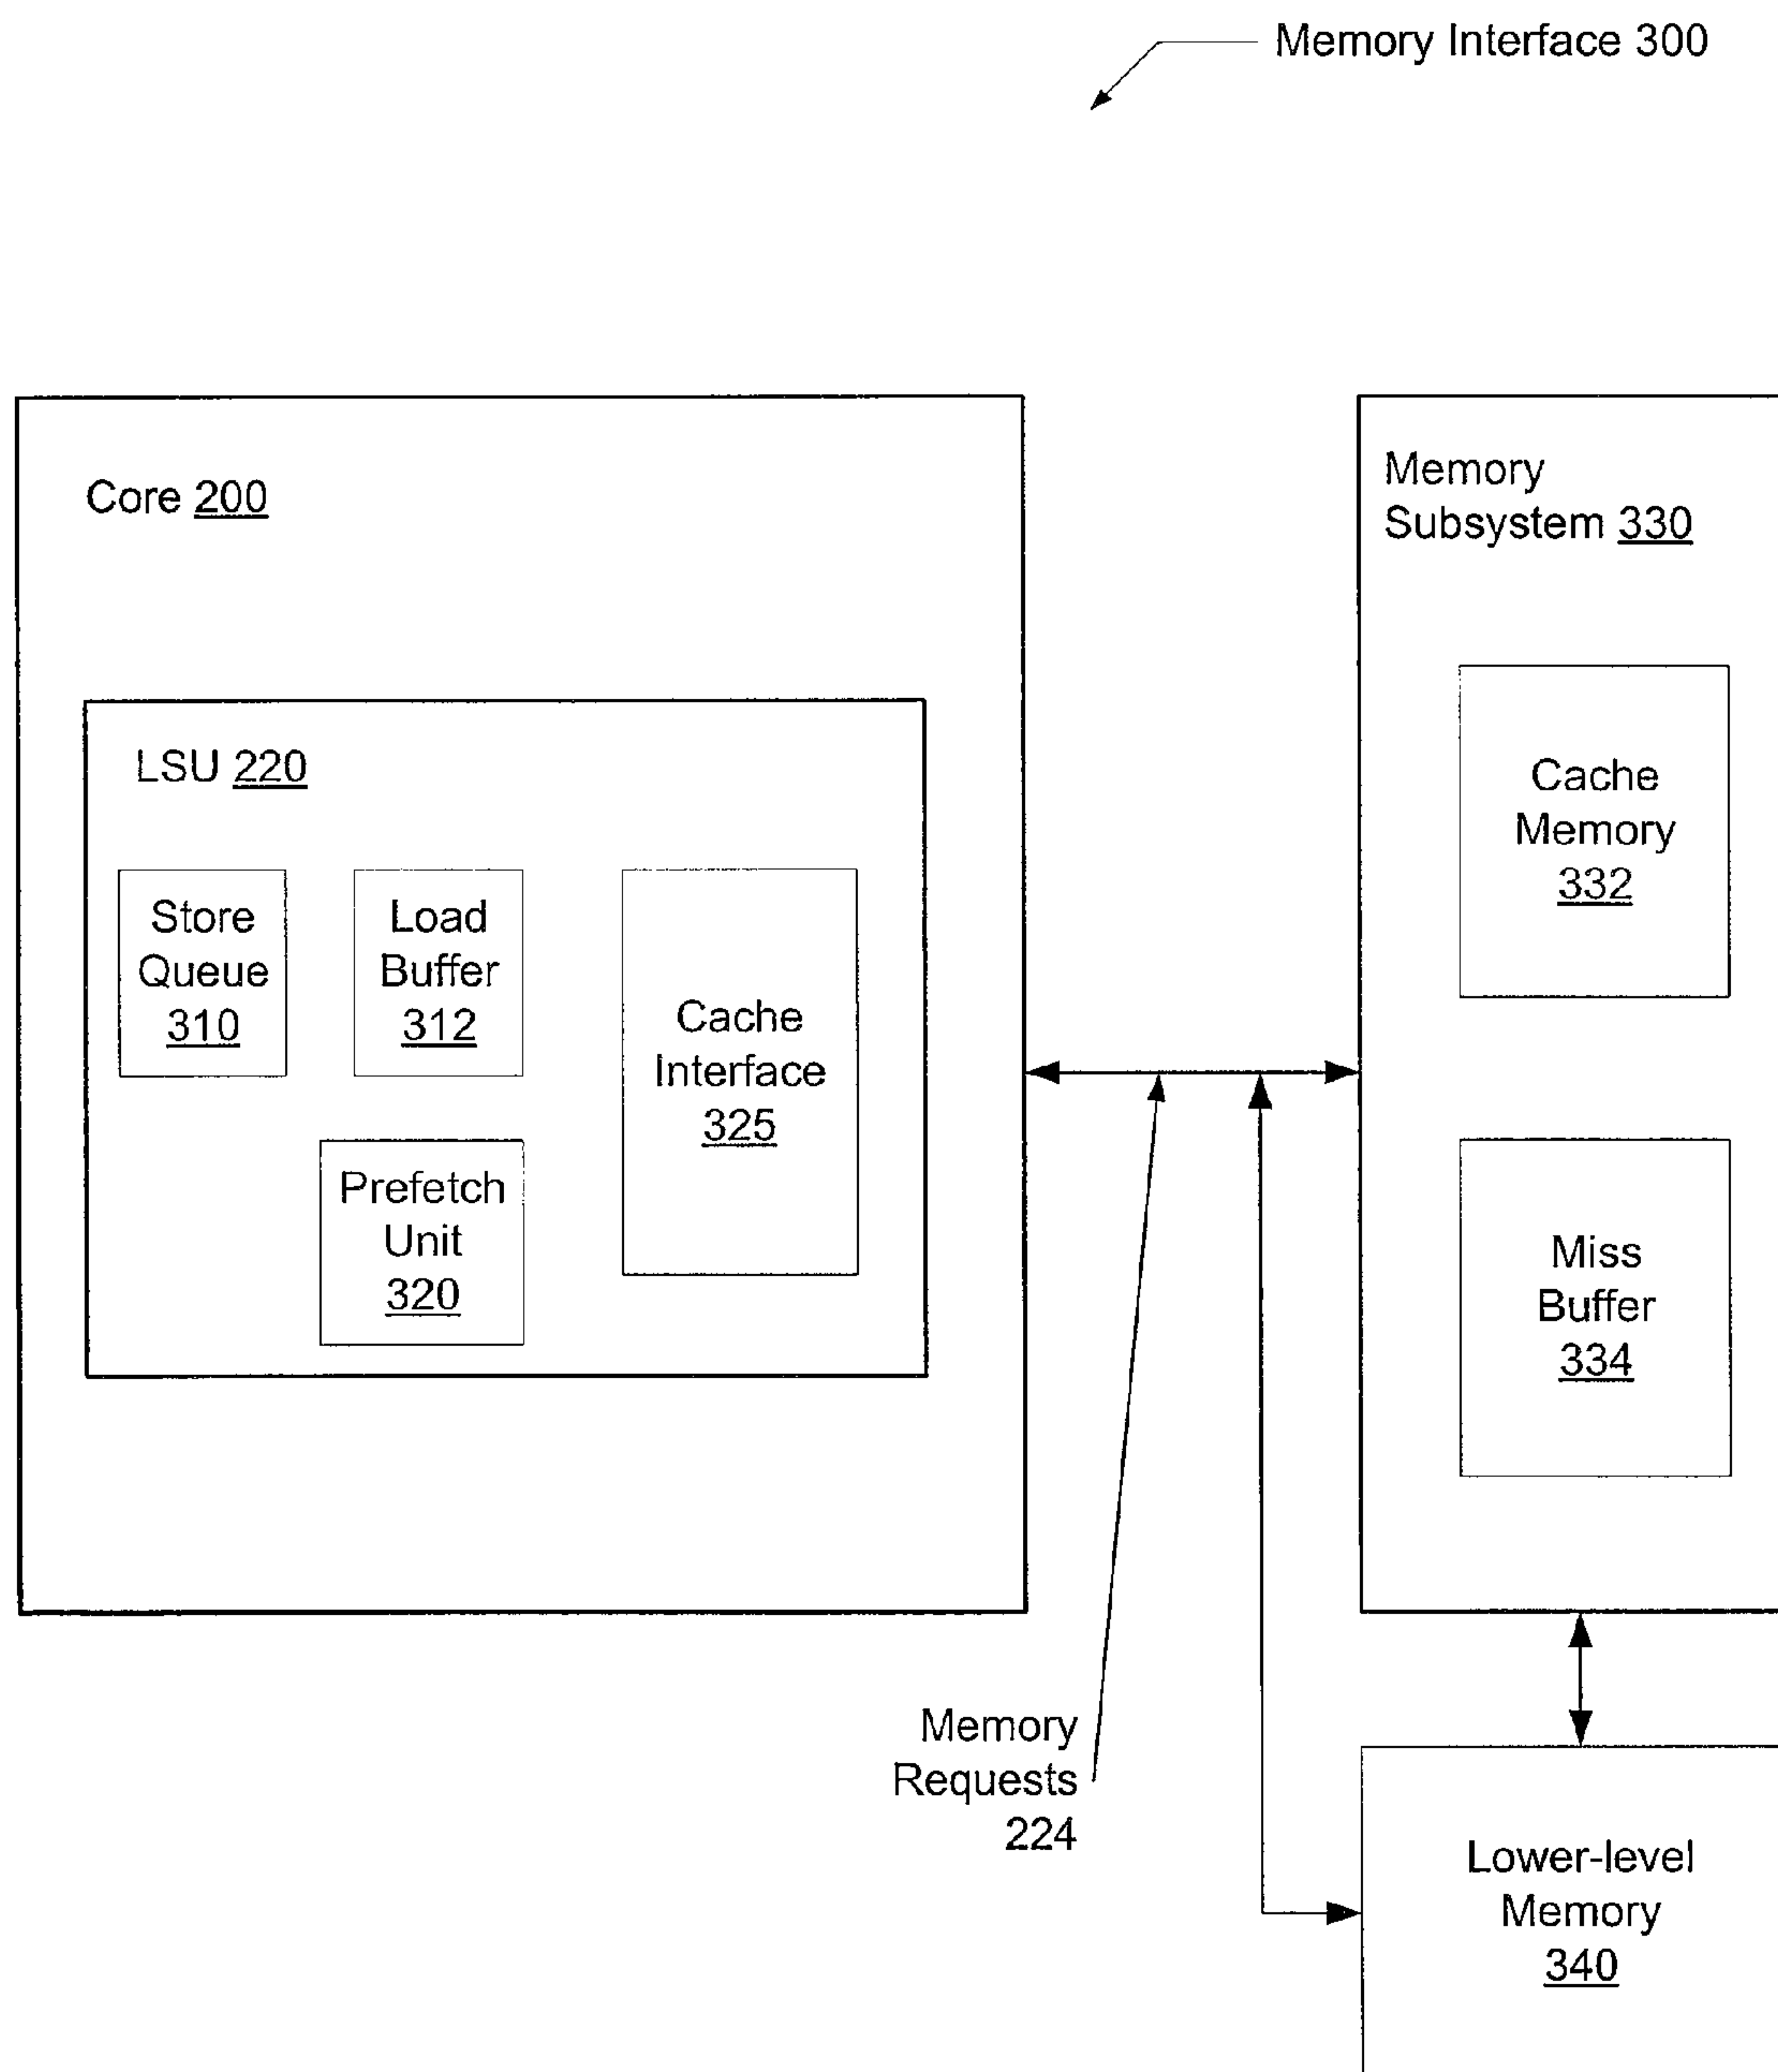 Memory Interface 300
Core 200
LSU 220
Store
Queue
310
Load
Buffer
312
Prefetch
Unit
320
Cache
Interface
325
Memory
Subsystem 330
Cache
Memory
332
Miss
Buffer
334
Memory
Requests
224
Lower-level
Memory
340